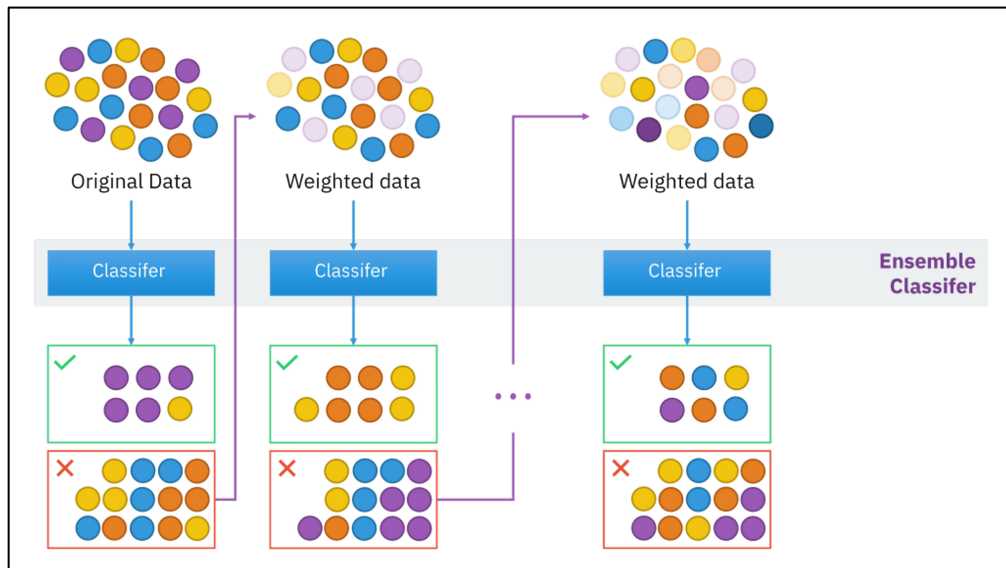 Original Data
Weighted data
Weighted data
Classifer
Classifer
Classifer
Ensemble
Classifer